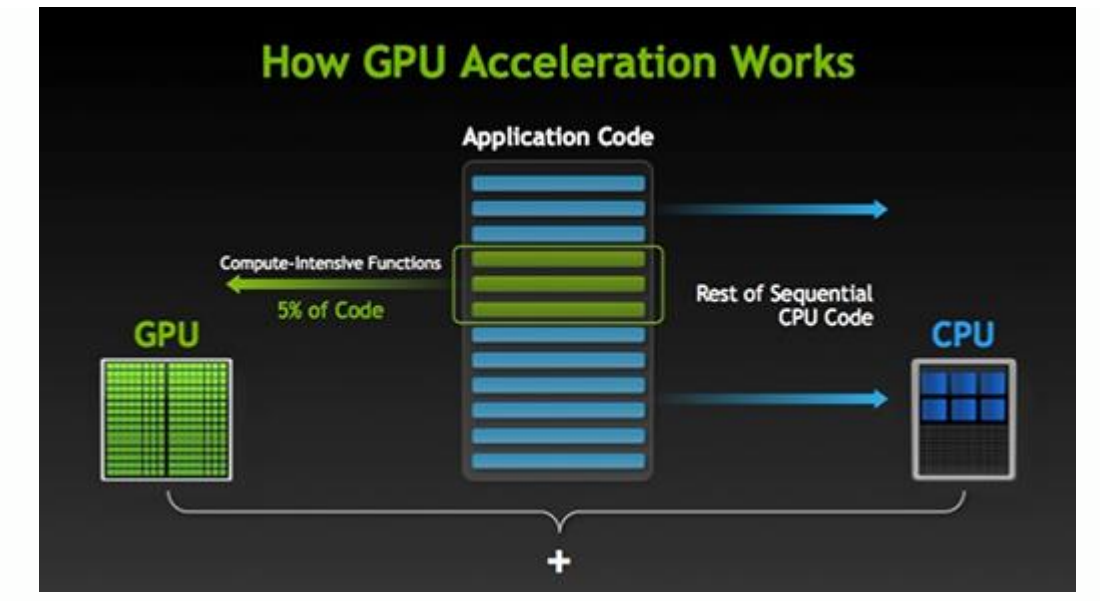 How GPU Acceleration Works
Application Code
Compute-Intensive Functions
5% of Code
GPU
Rest of Sequential
CPU Code
CPU
+